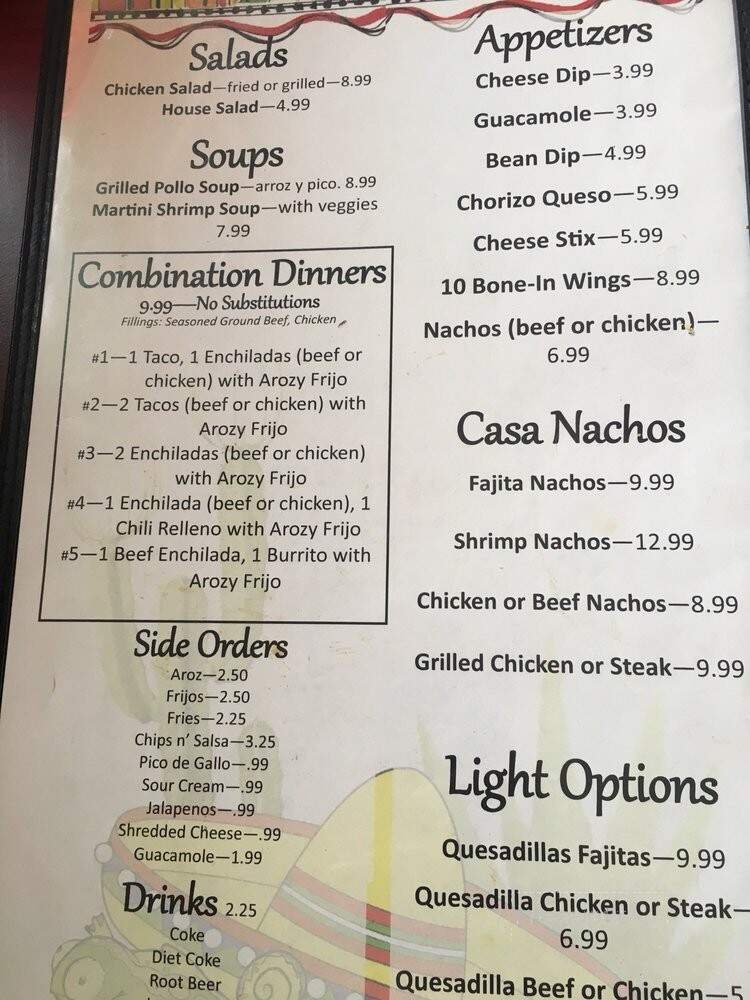 Salads
Chicken Salad—fried or grilled—8.99
House Salad—4.99
Soups
Grilled Pollo Soup—arroz y pico. 8.99
Martini Shrimp Soup—with veggies
7.99
Combination Dinners
9.99—No Substitutions
Fillings: Seasoned Ground Beef, Chicken
#1—1 Taco, 1 Enchiladas (beef or
chicken) with Arozy Frijo
#2—2 Tacos (beef or chicken) with
Arozy Frijo
#3—2 Enchiladas (beef or chicken)
with Arozy Frijo
#4—1 Enchilada (beef or chicken), 1
Chili Relleno with Arozy Frijo
#5—1 Beef Enchilada, 1 Burrito with
Arozy Frijo
Side Orders
Aroz—2.50
Frijos—2.50
Fries—2.25
Chips n' Salsa—3.25
Pico de Gallo—.99
Sour Cream—.99
Jalapenos—.99
Shredded Cheese—.99
Guacamole—1.99
Drinks 2.25
Coke
Diet Coke
Root Beer
Appetizers
Cheese Dip—3.99
Guacamole—3.99
Bean Dip—4.99
Chorizo Queso—5.99
Cheese Stix—5.99
10 Bone-In Wings—8.99
Nachos (beef or chicken)—
6.99
Casa Nachos
Fajita Nachos—9.99
Shrimp Nachos—12.99
Chicken or Beef Nachos—8.99
Grilled Chicken or Steak—9.99
Light Options
Quesadillas Fajitas—9.99
Quesadilla Chicken or Steak—
6.99
Quesadilla Beef or Chicken—5